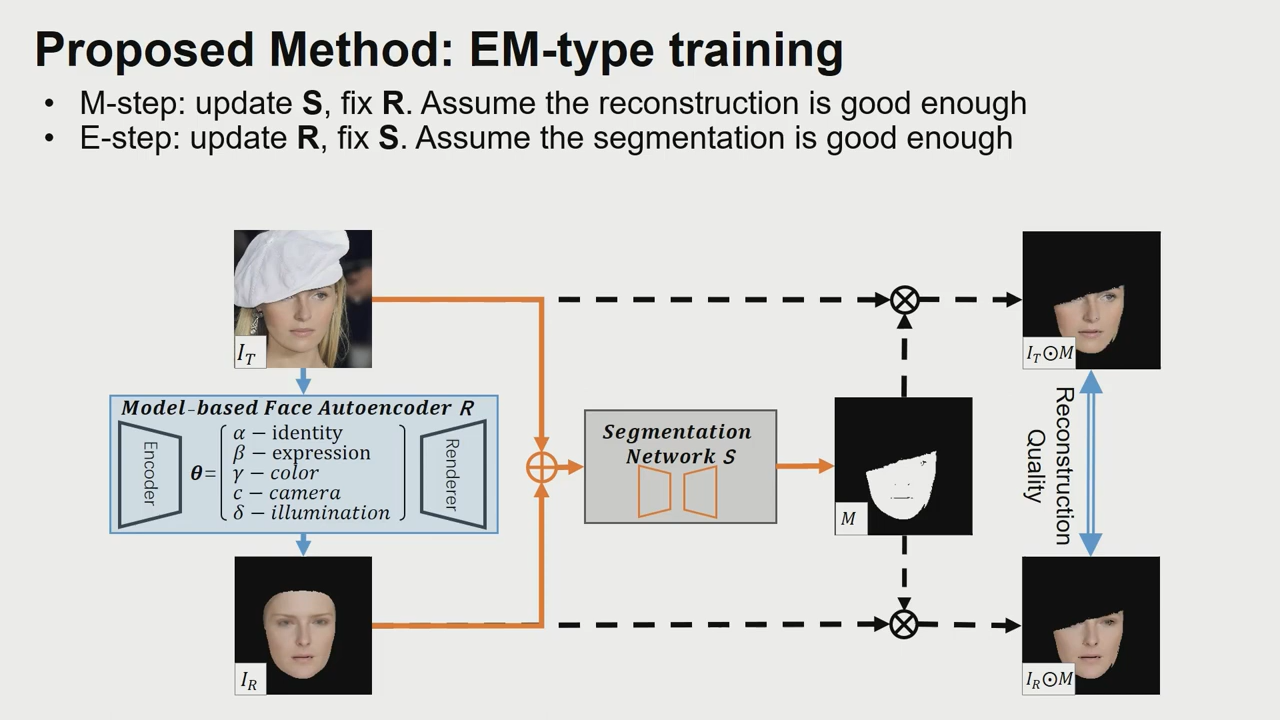 Proposed Method: EM-type training
• M-step: update S, fix R. Assume the reconstruction is good enough
• E-step: update R, fix S. Assume the segmentation is good enough
I_T
Model-based Face Autoencoder R
Encoder
θ=
α − identity
β − expression
γ − color
c − camera
δ − illumination
Renderer
I_R
Segmentation
Network S
M
I_T⊙M
Reconstruction
Quality
I_R⊙M